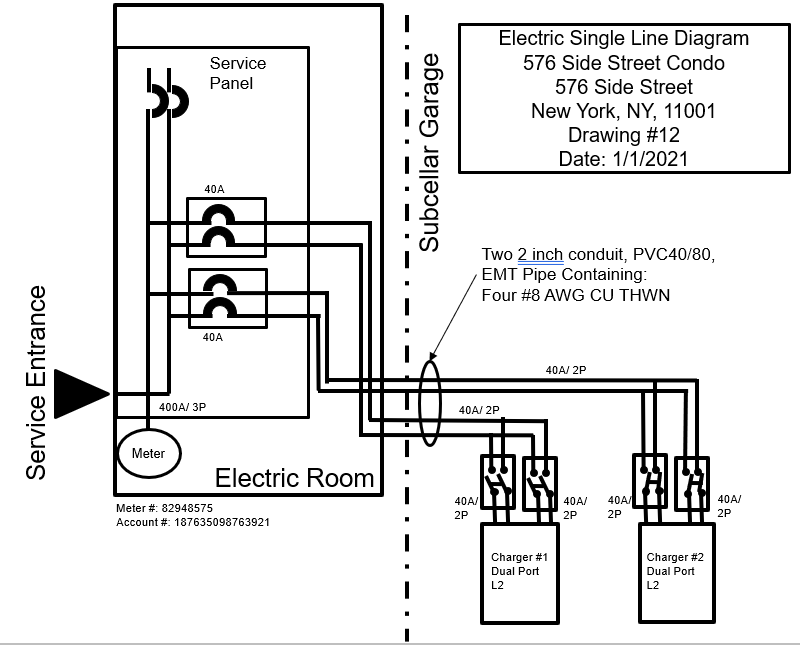 Electric Single Line Diagram
576 Side Street Condo
576 Side Street
New York, NY, 11001
Drawing #12
Date: 1/1/2021
Service
Panel
40A
40A
Subcellar Garage
Two 2 inch conduit, PVC40/80,
EMT Pipe Containing:
Four #8 AWG CU THWN
Service Entrance
400A/ 3P
Meter
Electric Room
Meter #: 82948575
Account #: 187635098763921
40A/ 2P
40A/ 2P
40A/
2P
40A/
2P
40A/
2P
40A/
2P
Charger #1
Dual Port
L2
Charger #2
Dual Port
L2